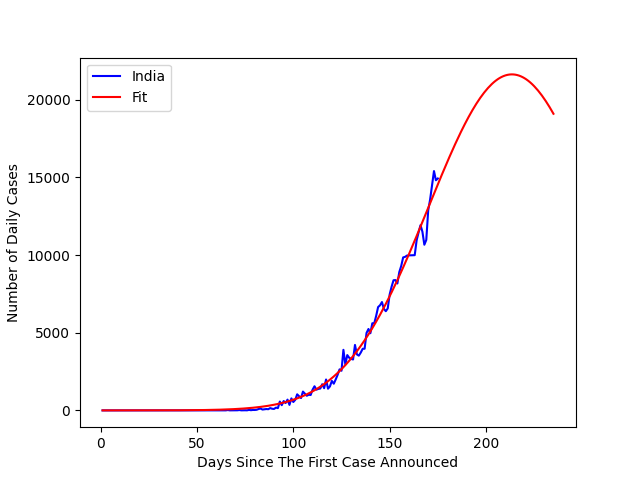 India
Fit
20000
15000
10000
5000
0
Number of Daily Cases
0 50 100 150 200
Days Since The First Case Announced